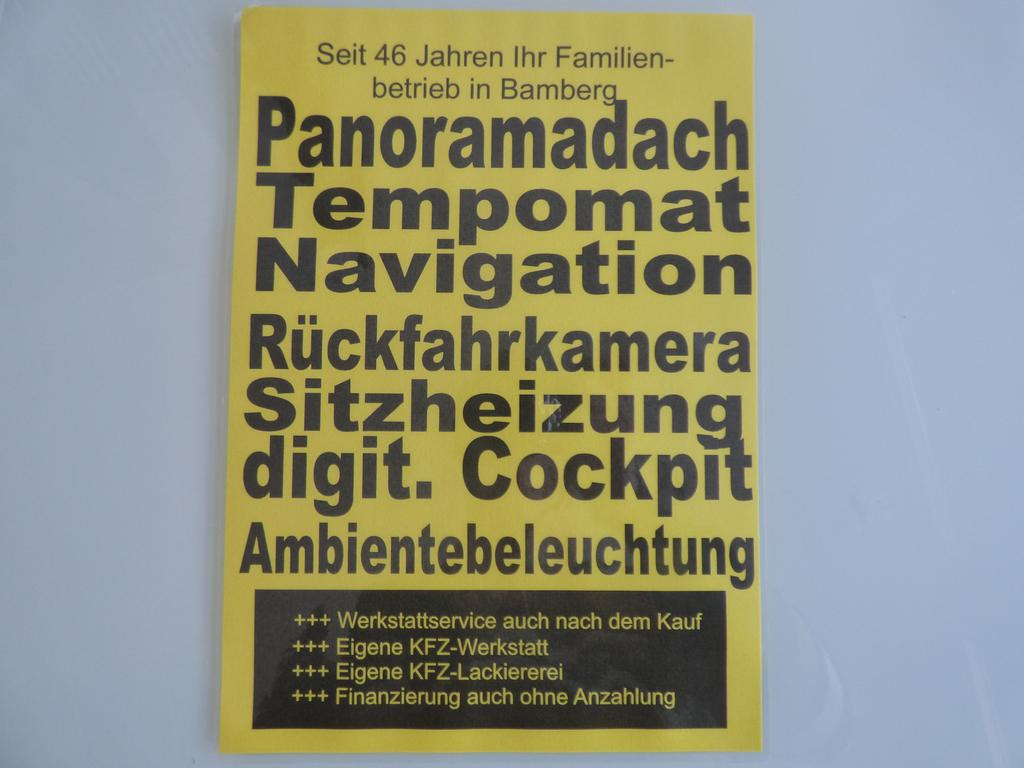 Seit 46 Jahren Ihr Familien-
betrieb in Bamberg
Panoramadach
Tempomat
Navigation
Rückfahrkamera
Sitzheizung
digit. Cockpit
Ambientebeleuchtung
+++ Werkstattservice auch nach dem Kauf
+++ Eigene KFZ-Werkstatt
+++ Eigene KFZ-Lackiererei
+++ Finanzierung auch ohne Anzahlung